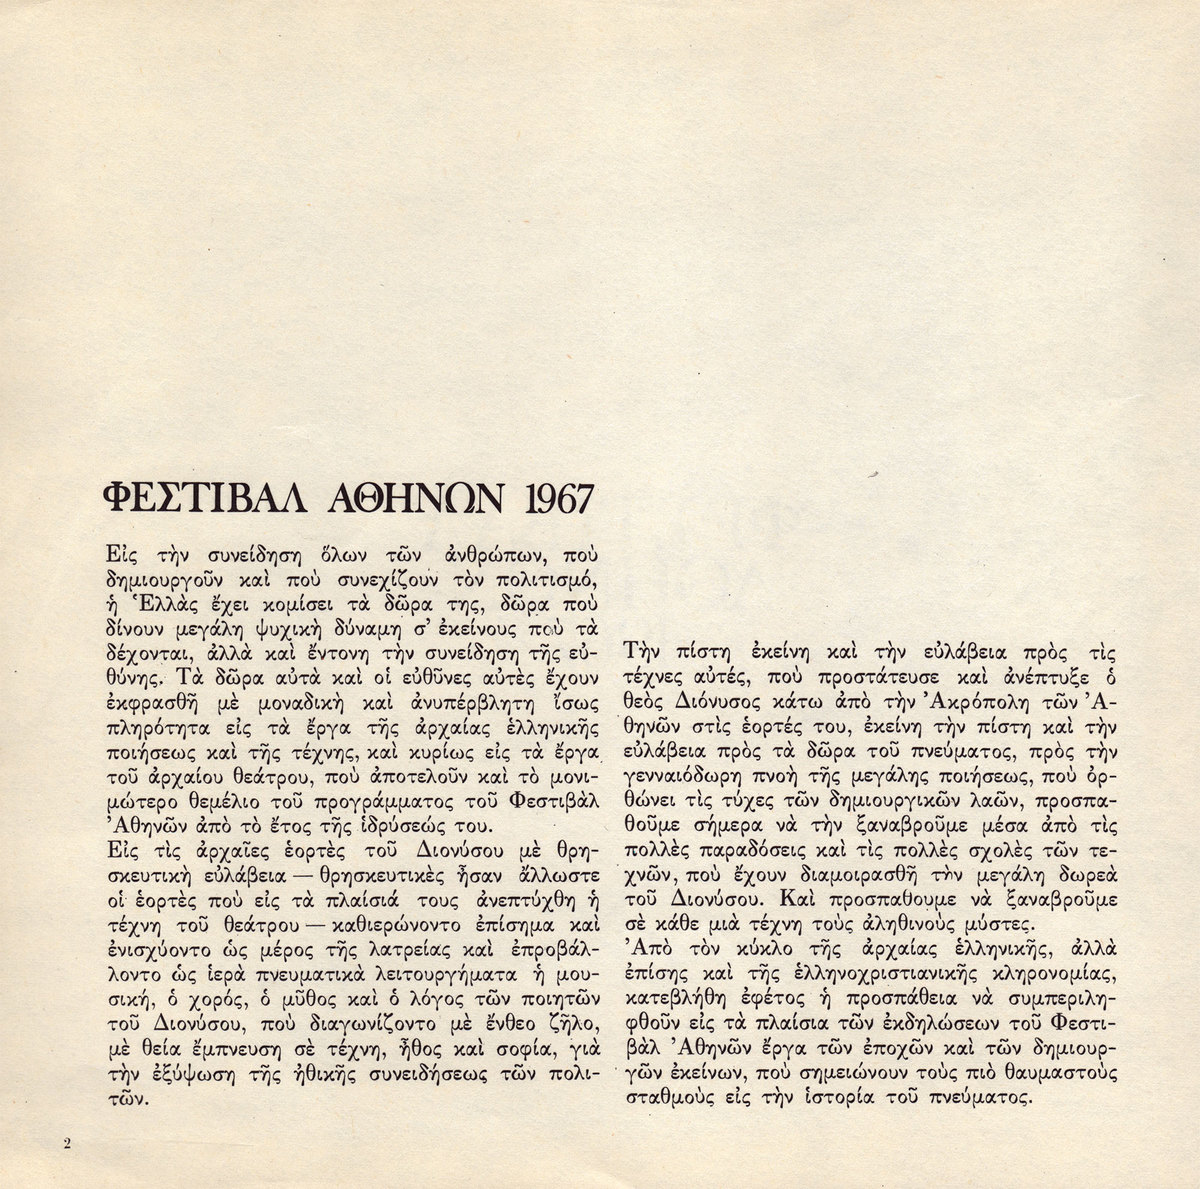 ΦΕΣΤΙΒΑΛ ΑΘΗΝΩΝ 1967
Εἰς τὴν συνείδηση ὅλων τῶν ἀνθρώπων, ποὺ
δημιουργοῦν καὶ ποὺ συνεχίζουν τὸν πολιτισμό,
ἡ Ἑλλὰς ἔχει κομίσει τὰ δῶρα της, δῶρα ποὺ
δίνουν μεγάλη ψυχικὴ δύναμη σ’ ἐκείνους ποὺ τὰ
δέχονται, ἀλλὰ καὶ ἔντονη τὴν συνείδηση τῆς εὐ-
θύνης. Τὰ δῶρα αὐτὰ καὶ οἱ εὐθῦνες αὐτὲς ἔχουν
ἐκφρασθῆ μὲ μοναδικὴ καὶ ἀνυπέρβλητη ἴσως
πληρότητα εἰς τὰ ἔργα τῆς ἀρχαίας ἑλληνικῆς
ποιήσεως καὶ τῆς τέχνης, καὶ κυρίως εἰς τὰ ἔργα
τοῦ ἀρχαίου θεάτρου, ποὺ ἀποτελοῦν καὶ τὸ μονι-
μώτερο θεμέλιο τοῦ προγράμματος τοῦ Φεστιβὰλ
Ἀθηνῶν ἀπὸ τὸ ἔτος τῆς ἱδρύσεώς του.
Εἰς τὶς ἀρχαῖες ἑορτὲς τοῦ Διονύσου μὲ θρη-
σκευτικὴ εὐλάβεια — θρησκευτικὲς ἦσαν ἄλλωστε
οἱ ἑορτὲς ποὺ εἰς τὰ πλαίσιά τους ἀνεπτύχθη ἡ
τέχνη τοῦ θεάτρου — καθιερώνοντο ἐπίσημα καὶ
ἐνισχύοντο ὡς μέρος τῆς λατρείας καὶ ἐπροβάλ-
λοντο ὡς ἱερὰ πνευματικὰ λειτουργήματα ἡ μου-
σική, ὁ χορός, ὁ μῦθος καὶ ὁ λόγος τῶν ποιητῶν
τοῦ Διονύσου, ποὺ διαγωνίζοντο μὲ ἔνθεο ζῆλο,
μὲ θεία ἔμπνευση σὲ τέχνη, ἦθος καὶ σοφία, γιὰ
τὴν ἐξύψωση τῆς ἠθικῆς συνειδήσεως τῶν πολι-
τῶν.
Τὴν πίστη ἐκείνη καὶ τὴν εὐλάβεια πρὸς τὶς
τέχνες αὐτές, ποὺ προστάτευσε καὶ ἀνέπτυξε ὁ
θεὸς Διόνυσος κάτω ἀπὸ τὴν Ἀκρόπολη τῶν Ἀ-
θηνῶν στὶς ἑορτές του, ἐκείνη τὴν πίστη καὶ τὴν
εὐλάβεια πρὸς τὰ δῶρα τοῦ πνεύματος, πρὸς τὴν
γενναιόδωρη πνοὴ τῆς μεγάλης ποιήσεως, ποὺ ὀρ-
θώνει τὶς τύχες τῶν δημιουργικῶν λαῶν, προσπα-
θοῦμε σήμερα νὰ τὴν ξαναβροῦμε μέσα ἀπὸ τὶς
πολλὲς παραδόσεις καὶ τὶς πολλὲς σχολὲς τῶν τε-
χνῶν, ποὺ ἔχουν διαμοιρασθῆ τὴν μεγάλη δωρεὰ
τοῦ Διονύσου. Καὶ προσπαθουμε νὰ ξαναβροῦμε
σὲ κάθε μιὰ τέχνη τοὺς ἀληθινοὺς μύστες.
Ἀπὸ τὸν κύκλο τῆς ἀρχαίας ἑλληνικῆς, ἀλλὰ
ἐπίσης καὶ τῆς ἑλληνοχριστιανικῆς κληρονομίας,
κατεβλήθη ἐφέτος ἡ προσπάθεια νὰ συμπεριλη-
φθοῦν εἰς τὰ πλαίσια τῶν ἐκδηλώσεων τοῦ Φεστι-
βὰλ Ἀθηνῶν ἔργα τῶν ἐποχῶν καὶ τῶν δημιουρ-
γῶν ἐκείνων, ποὺ σημειώνουν τοὺς πιὸ θαυμαστοὺς
σταθμοὺς εἰς τὴν ἱστορία τοῦ πνεύματος.
2